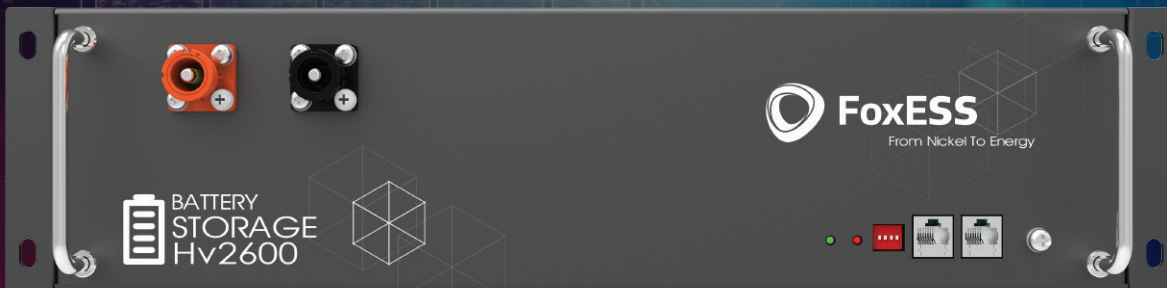 FoxESS
From Nickel To Energy
BATTERY
STORAGE
Hv2600